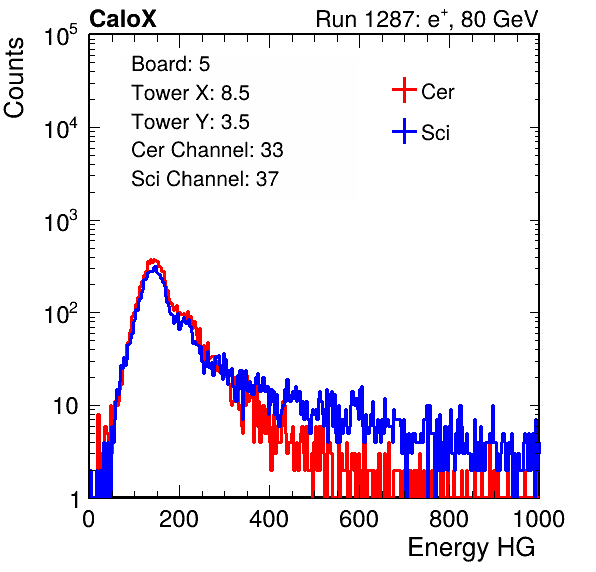 CaloX Run 1287: e⁺, 80 GeV
Counts
10⁵
10⁴
10³
10²
10
1
Board: 5
Tower X: 8.5
Tower Y: 3.5
Cer Channel: 33
Sci Channel: 37
Cer
Sci
0 200 400 600 800 1000
Energy HG